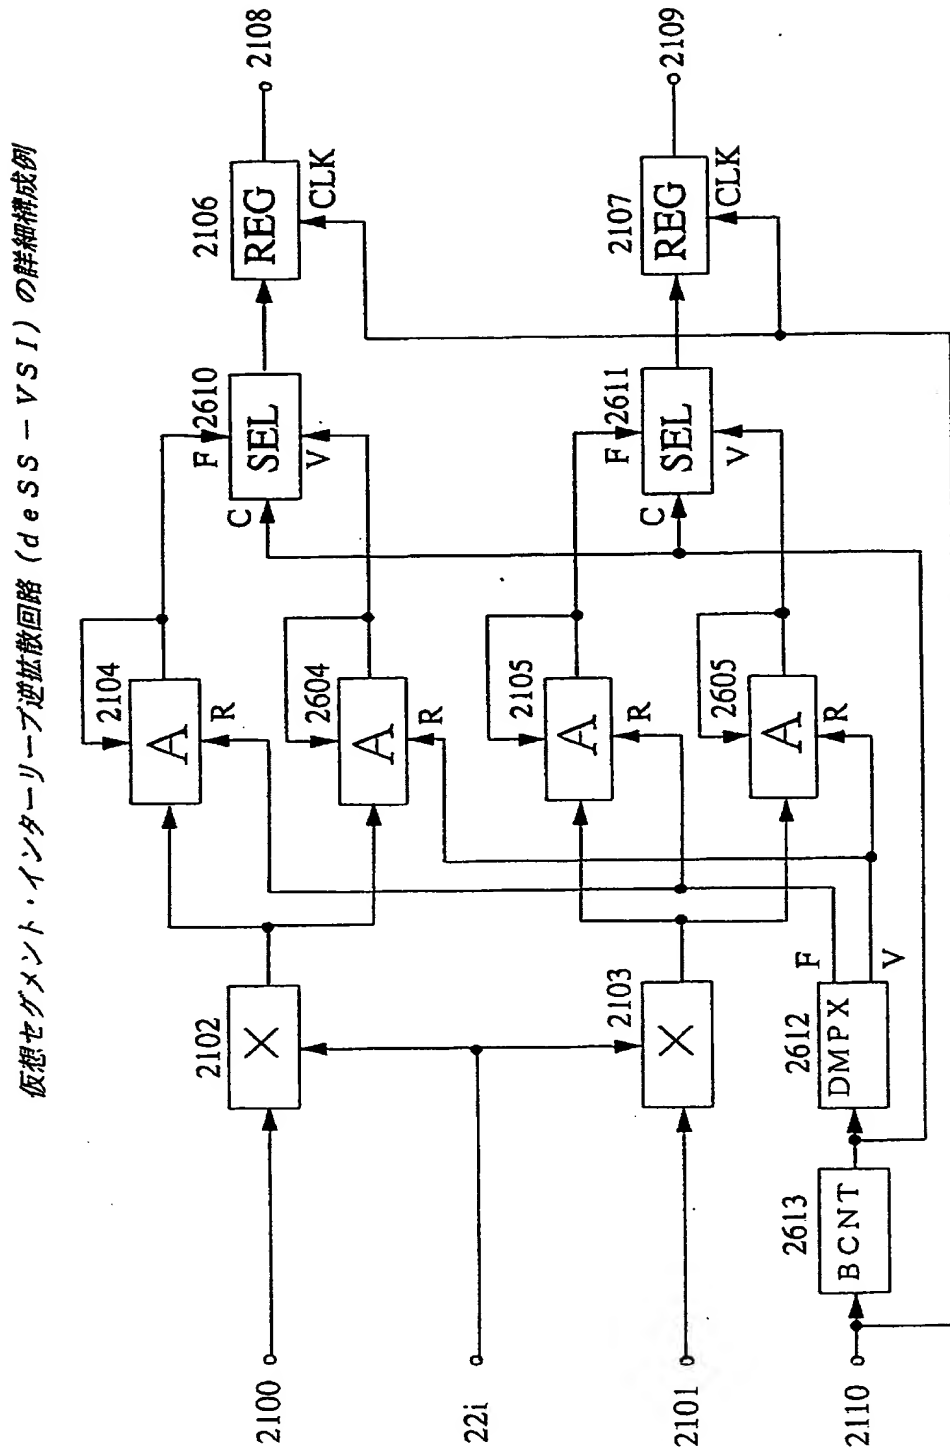 仮想セグメント・インターリーブ逆拡散回路 (deSS－VSI) の詳細構成例
2108
2106
REG
CLK
F
2610
SEL
V
C
2104
A
R
2604
A
R
2102
X
2100
22i
2109
2107
REG
CLK
F
2611
SEL
V
C
2105
A
R
2605
A
R
2103
X
2101
F
V
2612
DMPX
2613
BCNT
2110